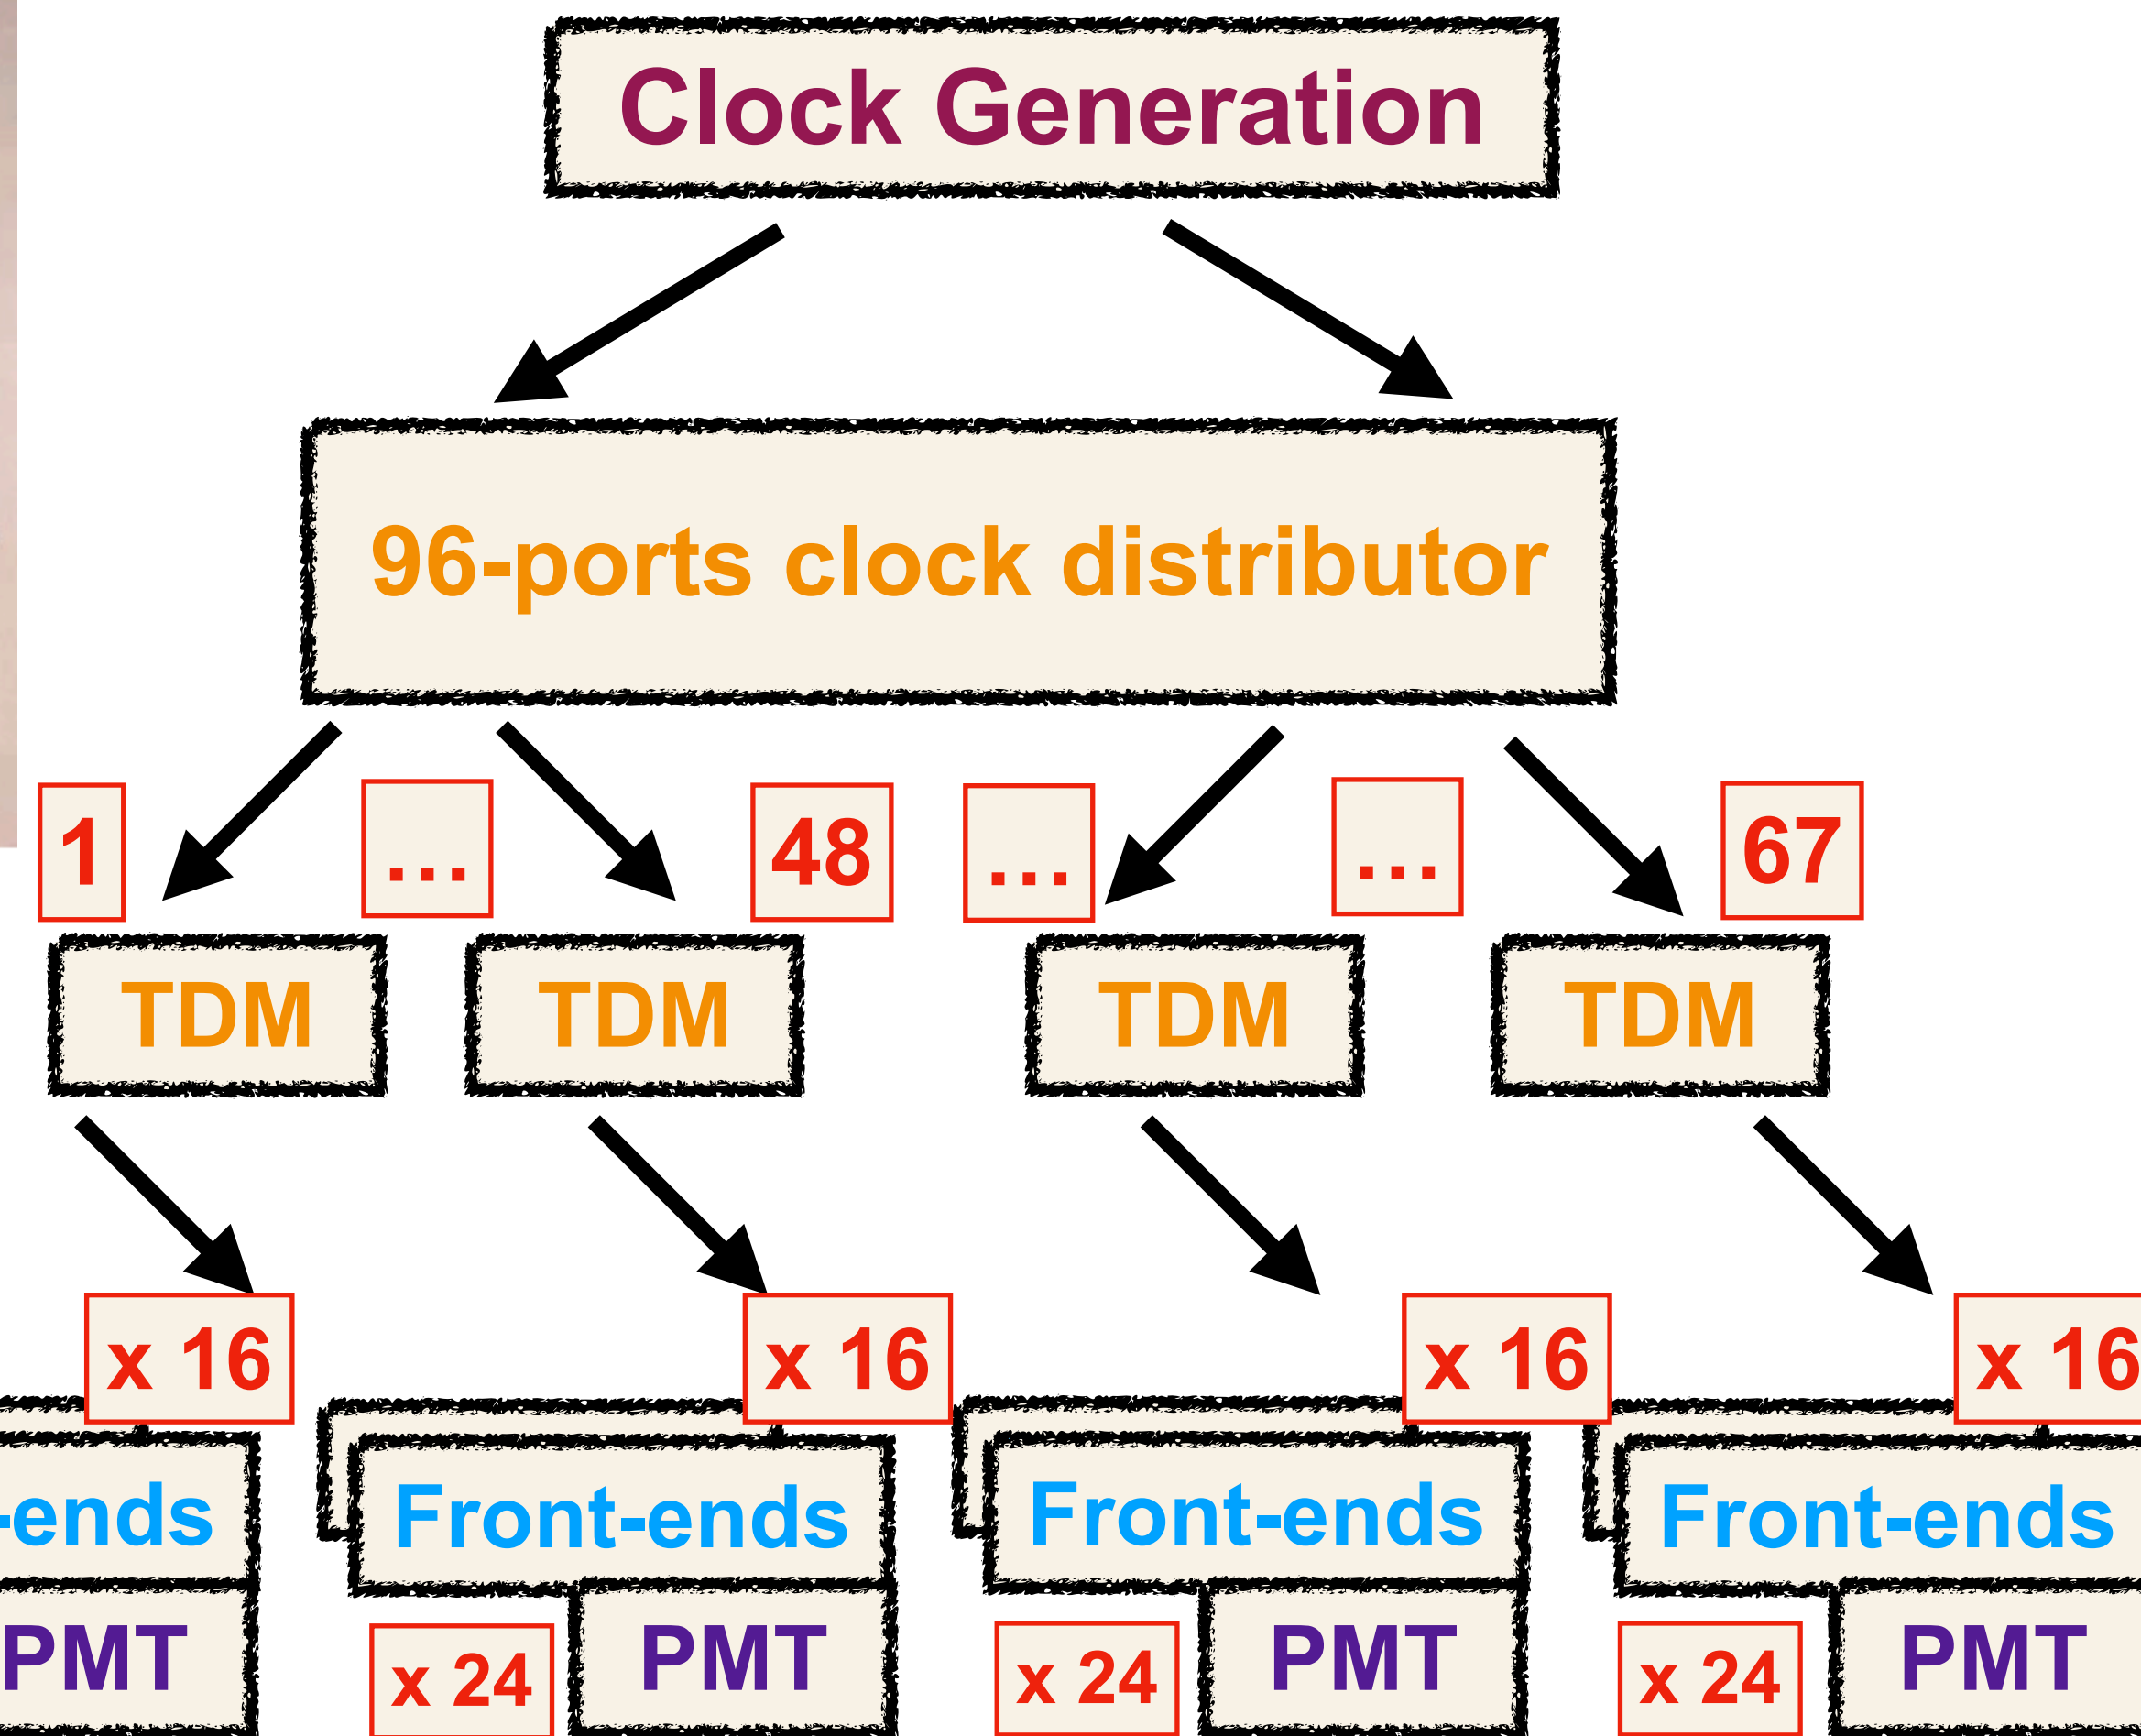 Clock Generation
96-ports clock distributor
1 ... 48 ... ... 67
TDM TDM TDM TDM
x 16 x 16 x 16 x 16
-ends Front-ends Front-ends Front-ends
PMT x 24 PMT x 24 PMT x 24 PMT